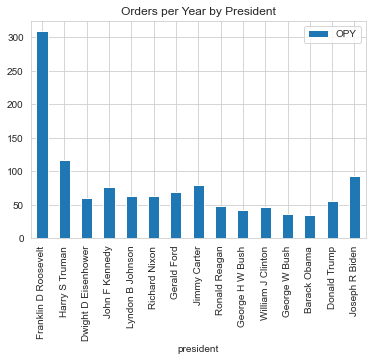 Orders per Year by President
OPY
300
250
200
150
100
50
0
Franklin D Roosevelt
Harry S Truman
Dwight D Eisenhower
John F Kennedy
Lyndon B Johnson
Richard Nixon
Gerald Ford
Jimmy Carter
Ronald Reagan
George H W Bush
William J Clinton
George W Bush
Barack Obama
Donald Trump
Joseph R Biden
president